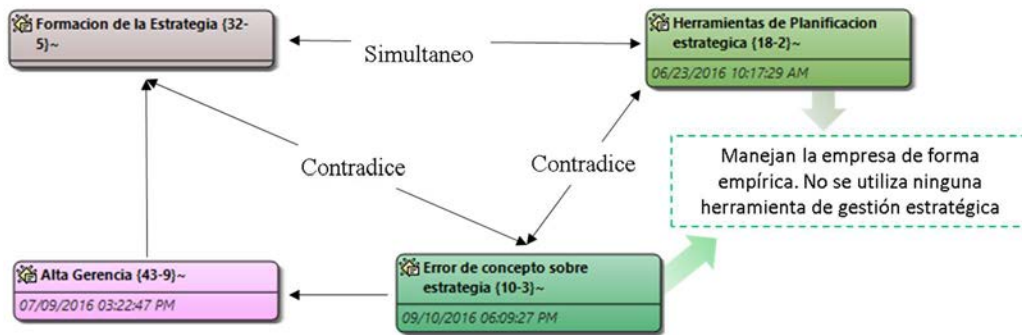 Formacion de la Estrategia {32-
5}~
Simultaneo
Herramientas de Planificacion
estrategica {18-2}~
06/23/2016 10:17:29 AM
Contradice
Contradice
Manejan la empresa de forma
empírica. No se utiliza ninguna
herramienta de gestión estratégica
Alta Gerencia {43-9}~
07/09/2016 03:22:47 PM
Error de concepto sobre
estrategia {10-3}~
09/10/2016 06:09:27 PM